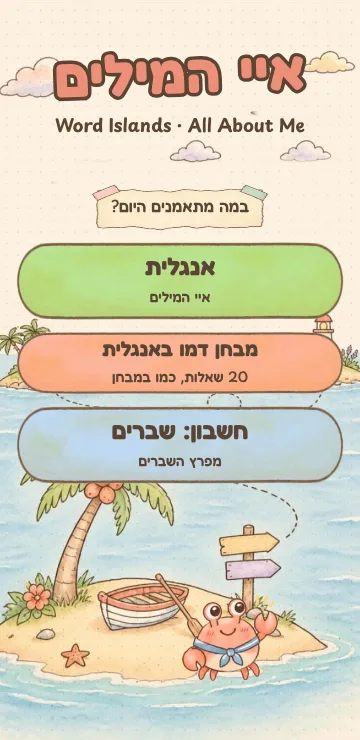 איי המילים
Word Islands · All About Me
במה מתאמנים היום?
אנגלית
איי המילים
מבחן דמו באנגלית
20 שאלות, כמו במבחן
חשבון: שברים
מפרץ השברים